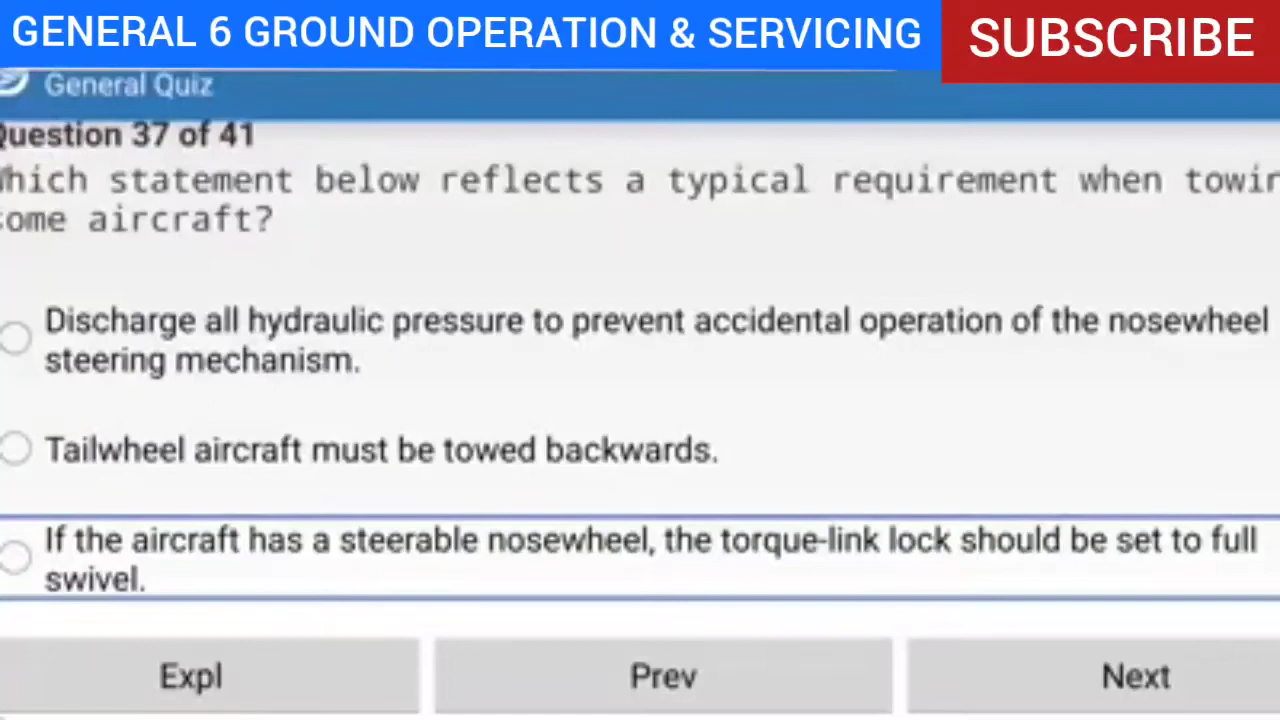 GENERAL 6 GROUND OPERATION & SERVICING
SUBSCRIBE
General Quiz
Question 37 of 41
Which statement below reflects a typical requirement when towin
some aircraft?
Discharge all hydraulic pressure to prevent accidental operation of the nosewheel
steering mechanism.
Tailwheel aircraft must be towed backwards.
If the aircraft has a steerable nosewheel, the torque-link lock should be set to full
swivel.
Expl
Prev
Next